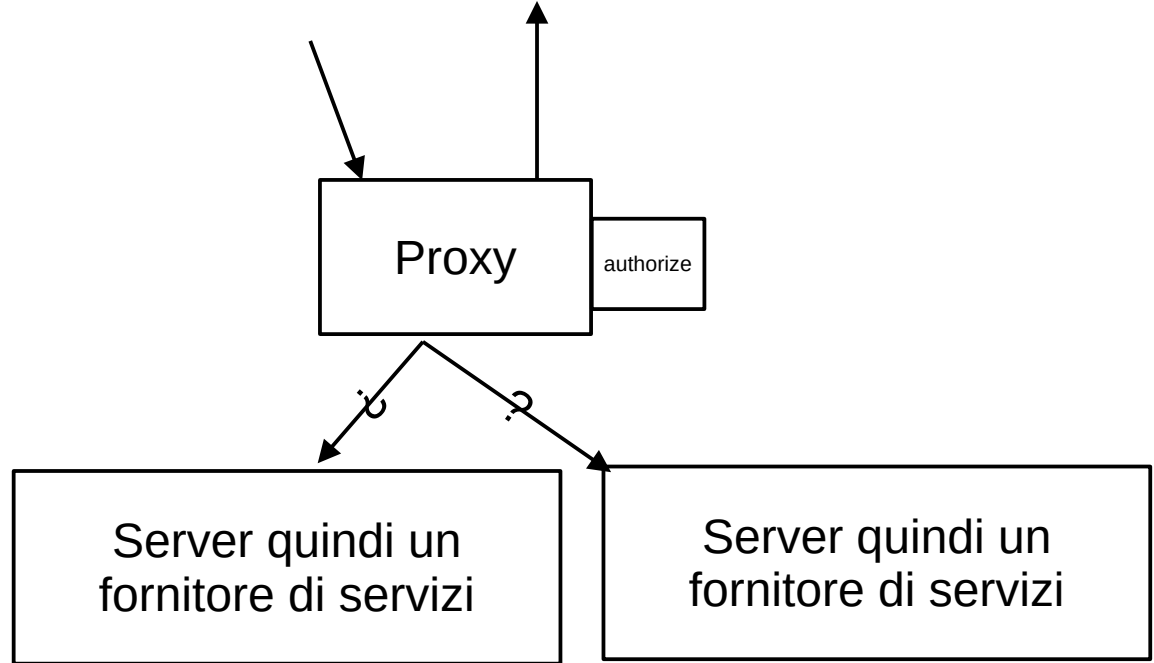 Proxy
authorize
?
?
Server quindi un
fornitore di servizi
Server quindi un
fornitore di servizi